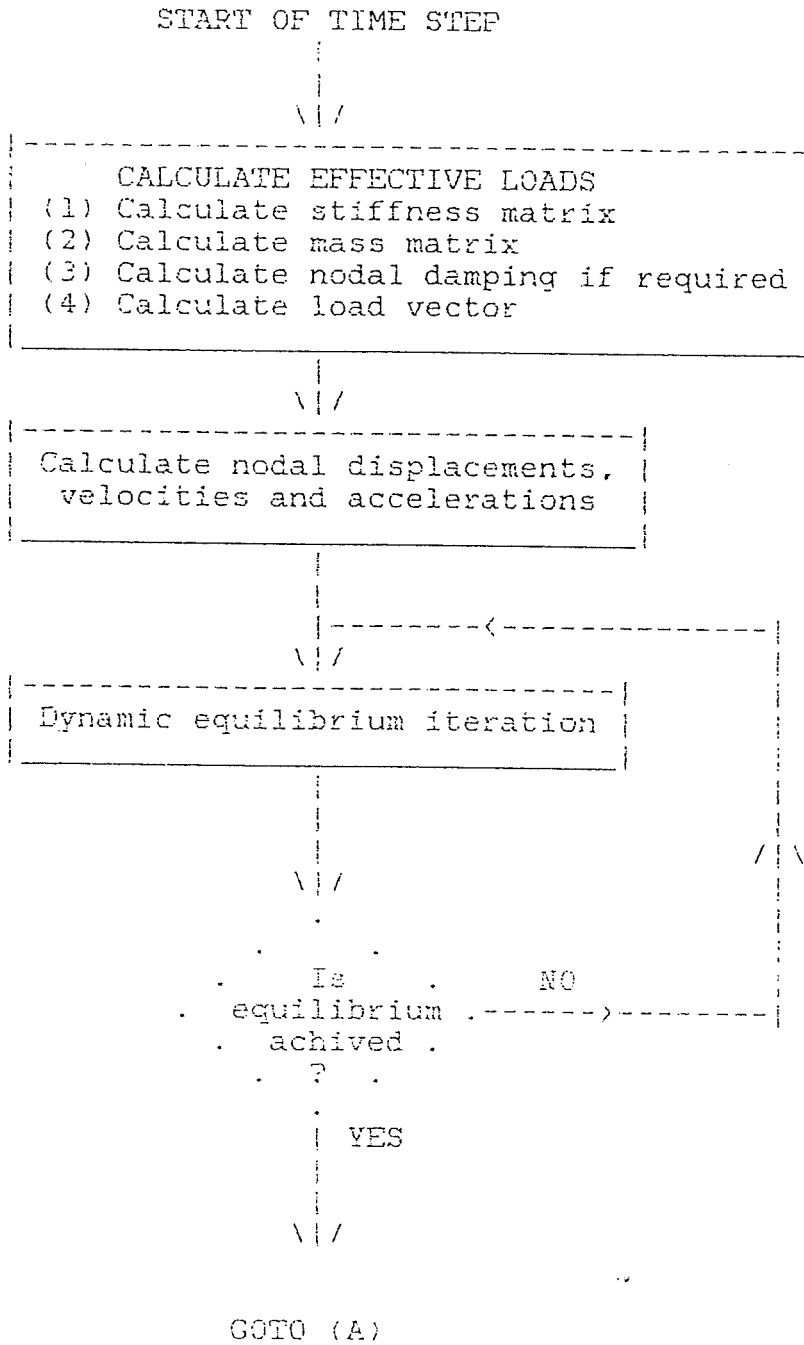 START OF TIME STEP
CALCULATE EFFECTIVE LOADS
(1) Calculate stiffness matrix
(2) Calculate mass matrix
(3) Calculate nodal damping if required
(4) Calculate load vector
Calculate nodal displacements,
velocities and accelerations
Dynamic equilibrium iteration
Is
equilibrium
achived
?
NO
YES
GOTO (A)